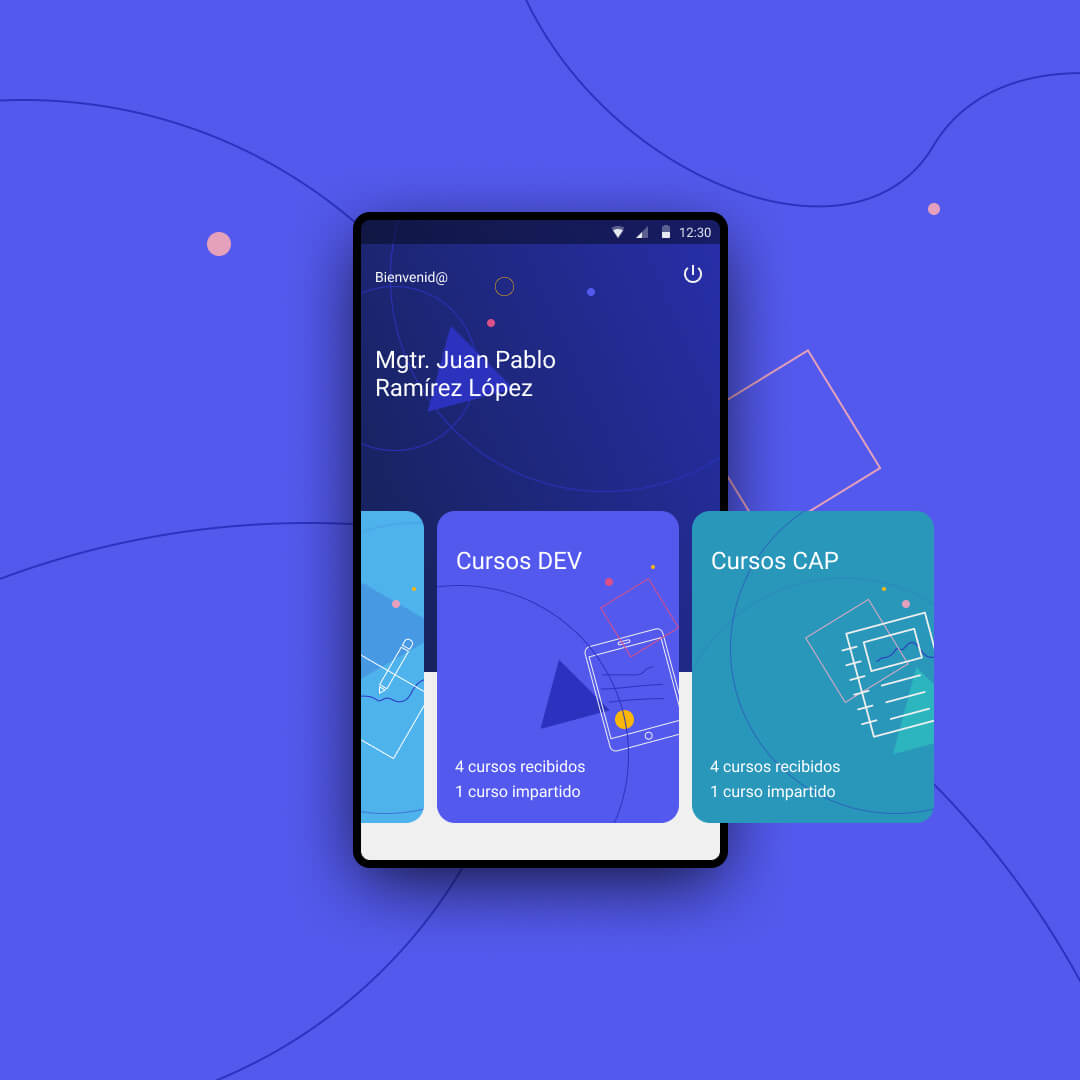 12:30
Bienvenid@
Mgtr. Juan Pablo
Ramírez López
Cursos DEV
4 cursos recibidos
1 curso impartido
Cursos CAP
4 cursos recibidos
1 curso impartido